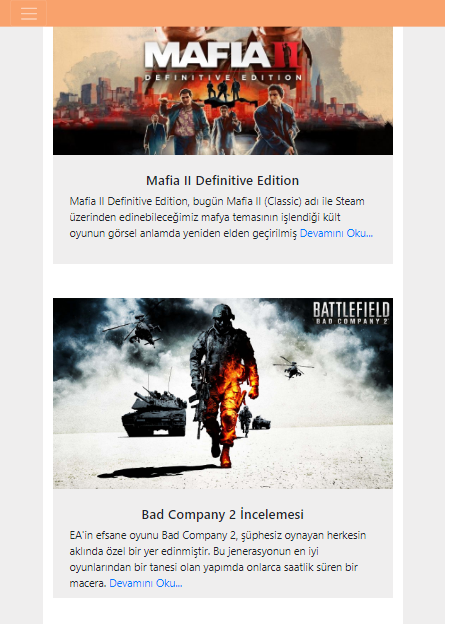 MAFIA II
DEFINITIVE EDITION
Mafia II Definitive Edition
Mafia II Definitive Edition, bugün Mafia II (Classic) adı ile Steam
üzerinden edinebileceğimiz mafya temasının işlendiği kült
oyunun görsel anlamda yeniden elden geçirilmiş Devamını Oku...
BATTLEFIELD
BAD COMPANY 2
Bad Company 2 İncelemesi
EA'in efsane oyunu Bad Company 2, şüphesiz oynayan herkesin
aklında özel bir yer edinmiştir. Bu jenerasyonun en iyi
oyunlarından bir tanesi olan yapımda onlarca saatlik süren bir
macera. Devamını Oku...